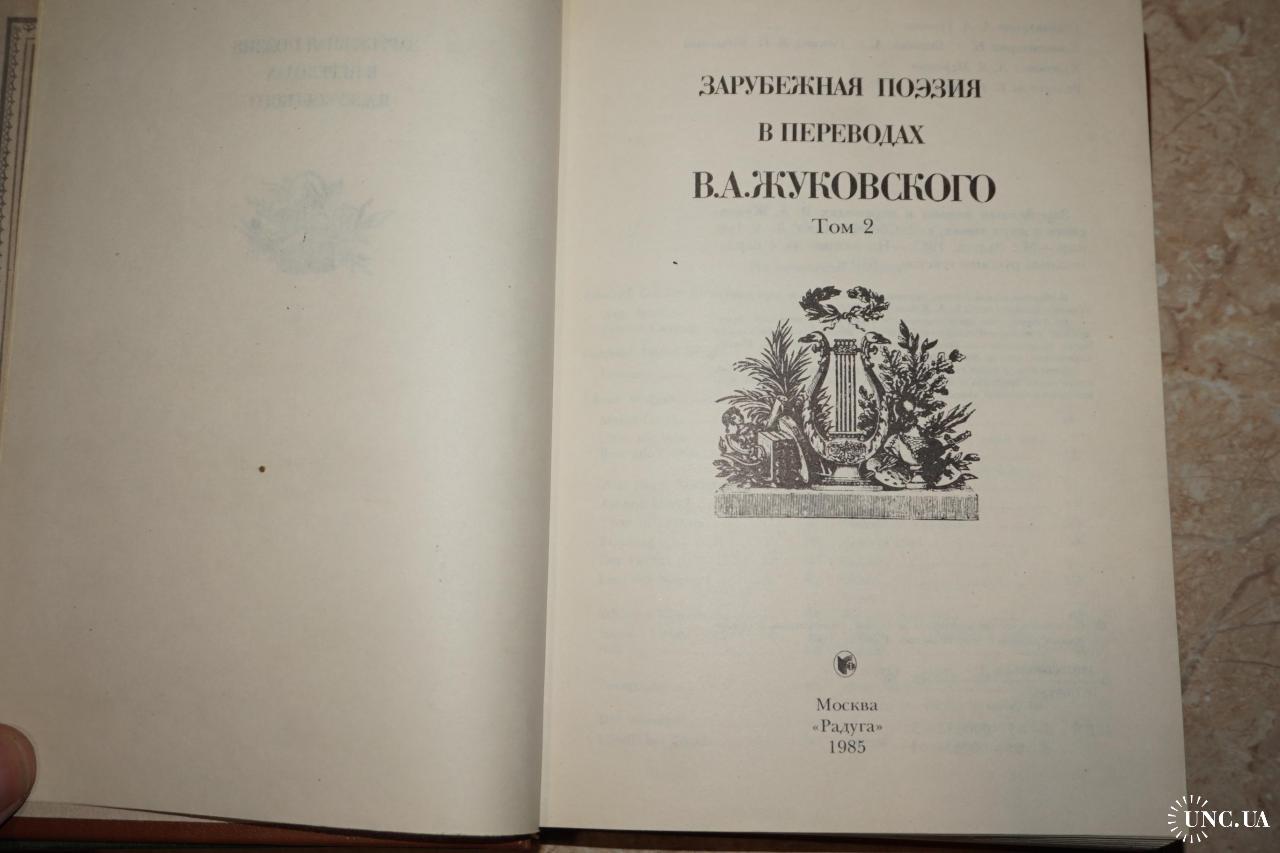 ЗАРУБЕЖНАЯ ПОЭЗИЯ
В ПЕРЕВОДАХ
В.А.ЖУКОВСКОГО
Том 2
Москва
«Радуга»
1985
UNC.UA